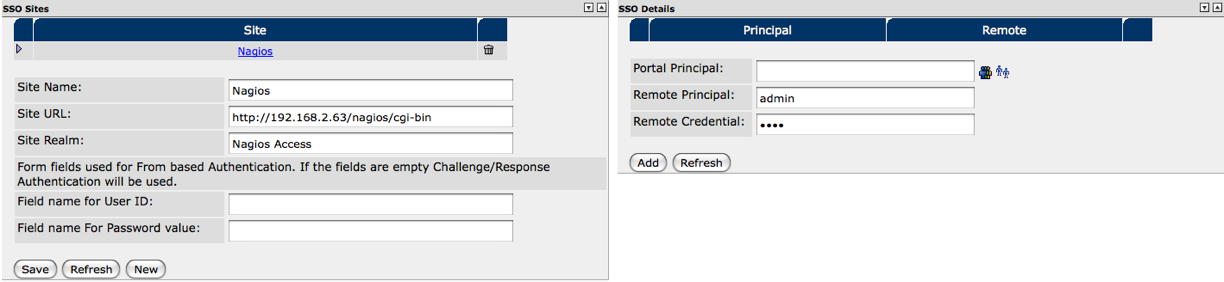 SSO Sites
Site
Nagios
Site Name: Nagios
Site URL: http://192.168.2.63/nagios/cgi-bin
Site Realm: Nagios Access
Form fields used for From based Authentication. If the fields are empty Challenge/Response
Authentication will be used.
Field name for User ID:
Field name For Password value:
Save Refresh New
SSO Details
Principal Remote
Portal Principal:
Remote Principal: admin
Remote Credential: ••••
Add Refresh